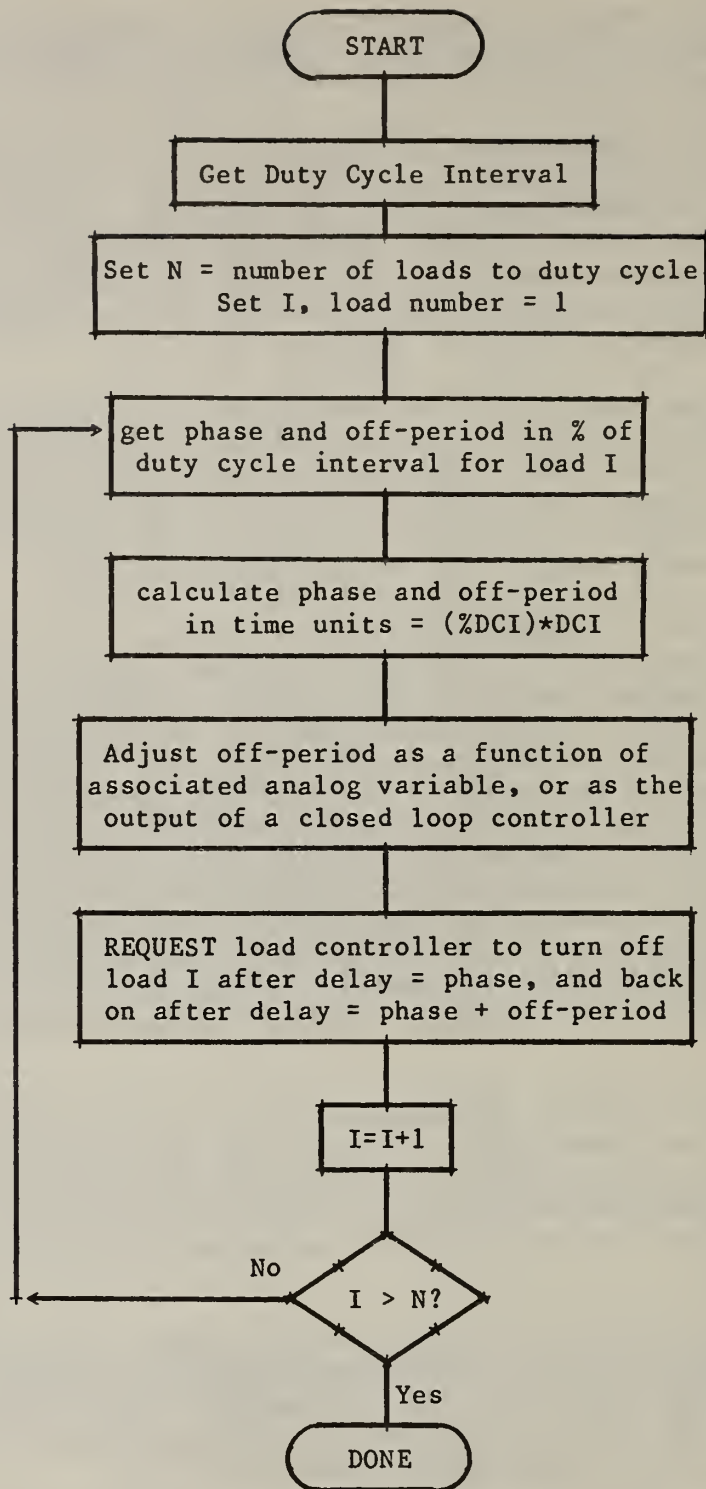 START
Get Duty Cycle Interval
Set N = number of loads to duty cycle
Set I, load number = 1
get phase and off-period in % of
duty cycle interval for load I
calculate phase and off-period
in time units = (%DCI)*DCI
Adjust off-period as a function of
associated analog variable, or as the
output of a closed loop controller
REQUEST load controller to turn off
load I after delay = phase, and back
on after delay = phase + off-period
I=I+1
No
I > N?
Yes
DONE